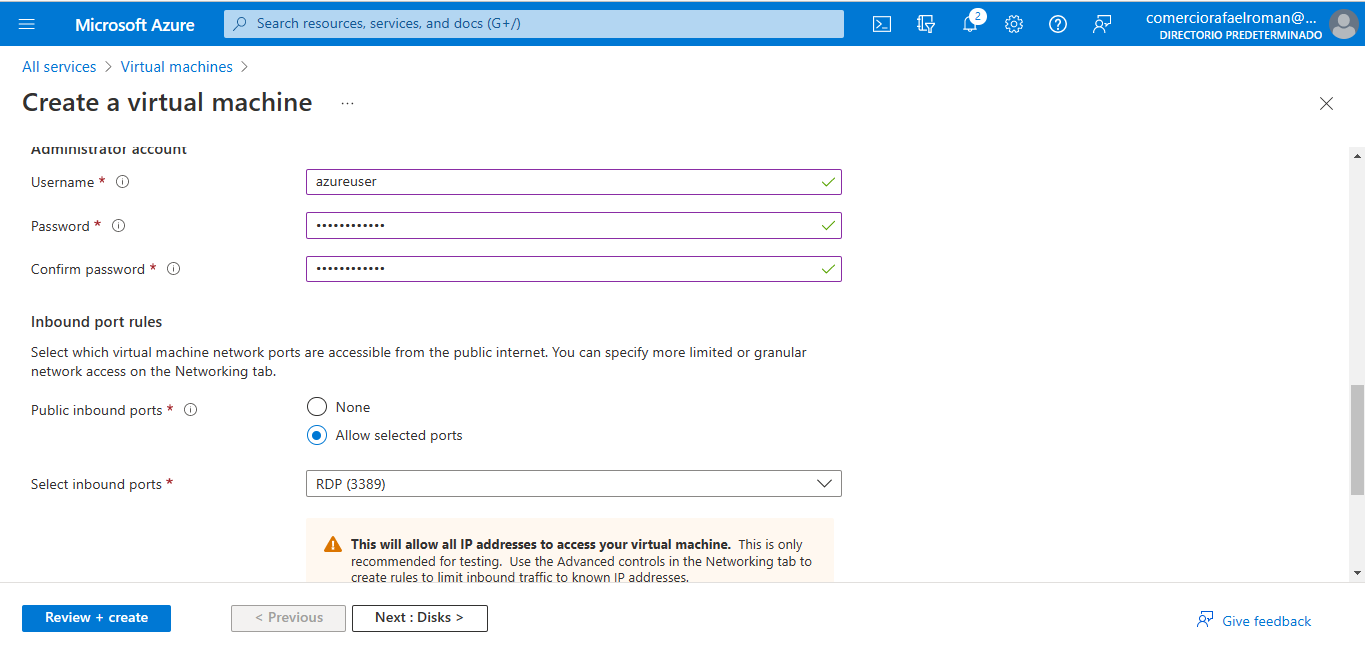 Microsoft Azure
Search resources, services, and docs (G+/)
2
comerciorafaelroman@...
DIRECTORIO PREDETERMINADO
All services > Virtual machines >
Create a virtual machine ...
Administrator account
Username *
azureuser
Password *
••••••••••••
Confirm password *
••••••••••••
Inbound port rules
Select which virtual machine network ports are accessible from the public internet. You can specify more limited or granular
network access on the Networking tab.
Public inbound ports *
None
Allow selected ports
Select inbound ports *
RDP (3389)
This will allow all IP addresses to access your virtual machine. This is only
recommended for testing. Use the Advanced controls in the Networking tab to
create rules to limit inbound traffic to known IP addresses.
Review + create
< Previous
Next : Disks >
Give feedback